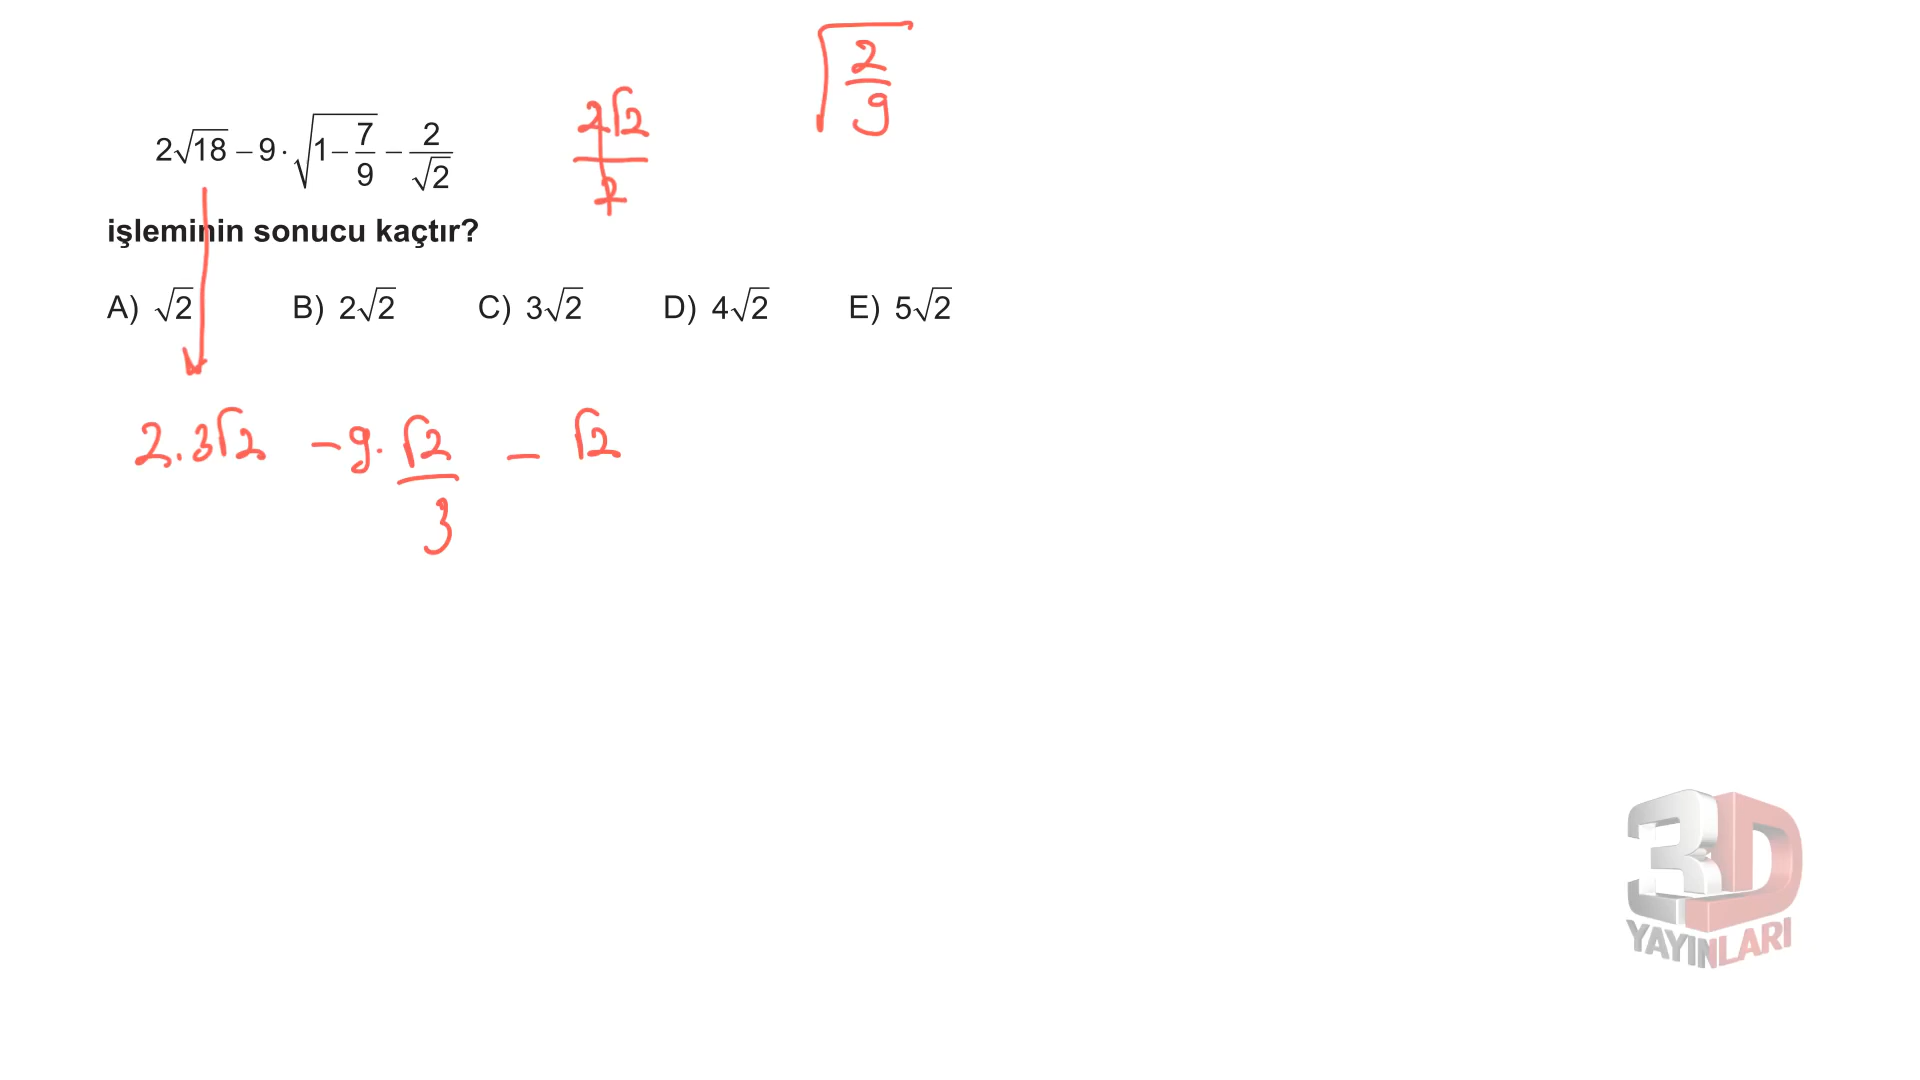 2√18 – 9 · √(1 – 7/9) – 2/√2
2√2/2
√(2/9)
işleminin sonucu kaçtır?
A) √2 B) 2√2 C) 3√2 D) 4√2 E) 5√2
2.3√2 – 9.√2/3 – √2
3D
YAYINLARI